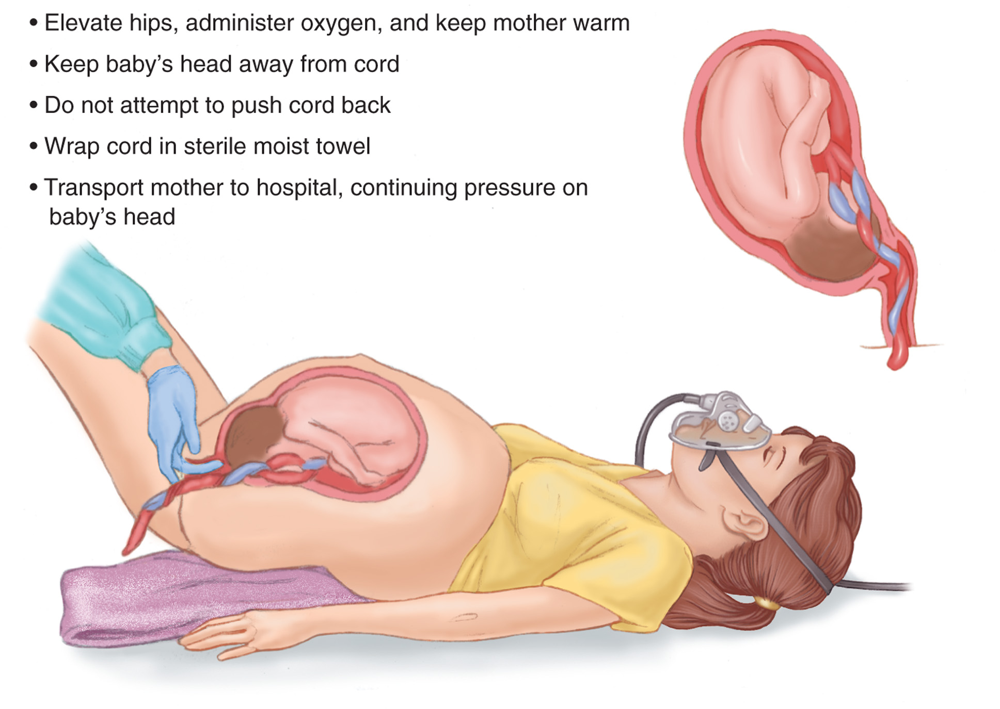 • Elevate hips, administer oxygen, and keep mother warm
• Keep baby’s head away from cord
• Do not attempt to push cord back
• Wrap cord in sterile moist towel
• Transport mother to hospital, continuing pressure on
baby’s head